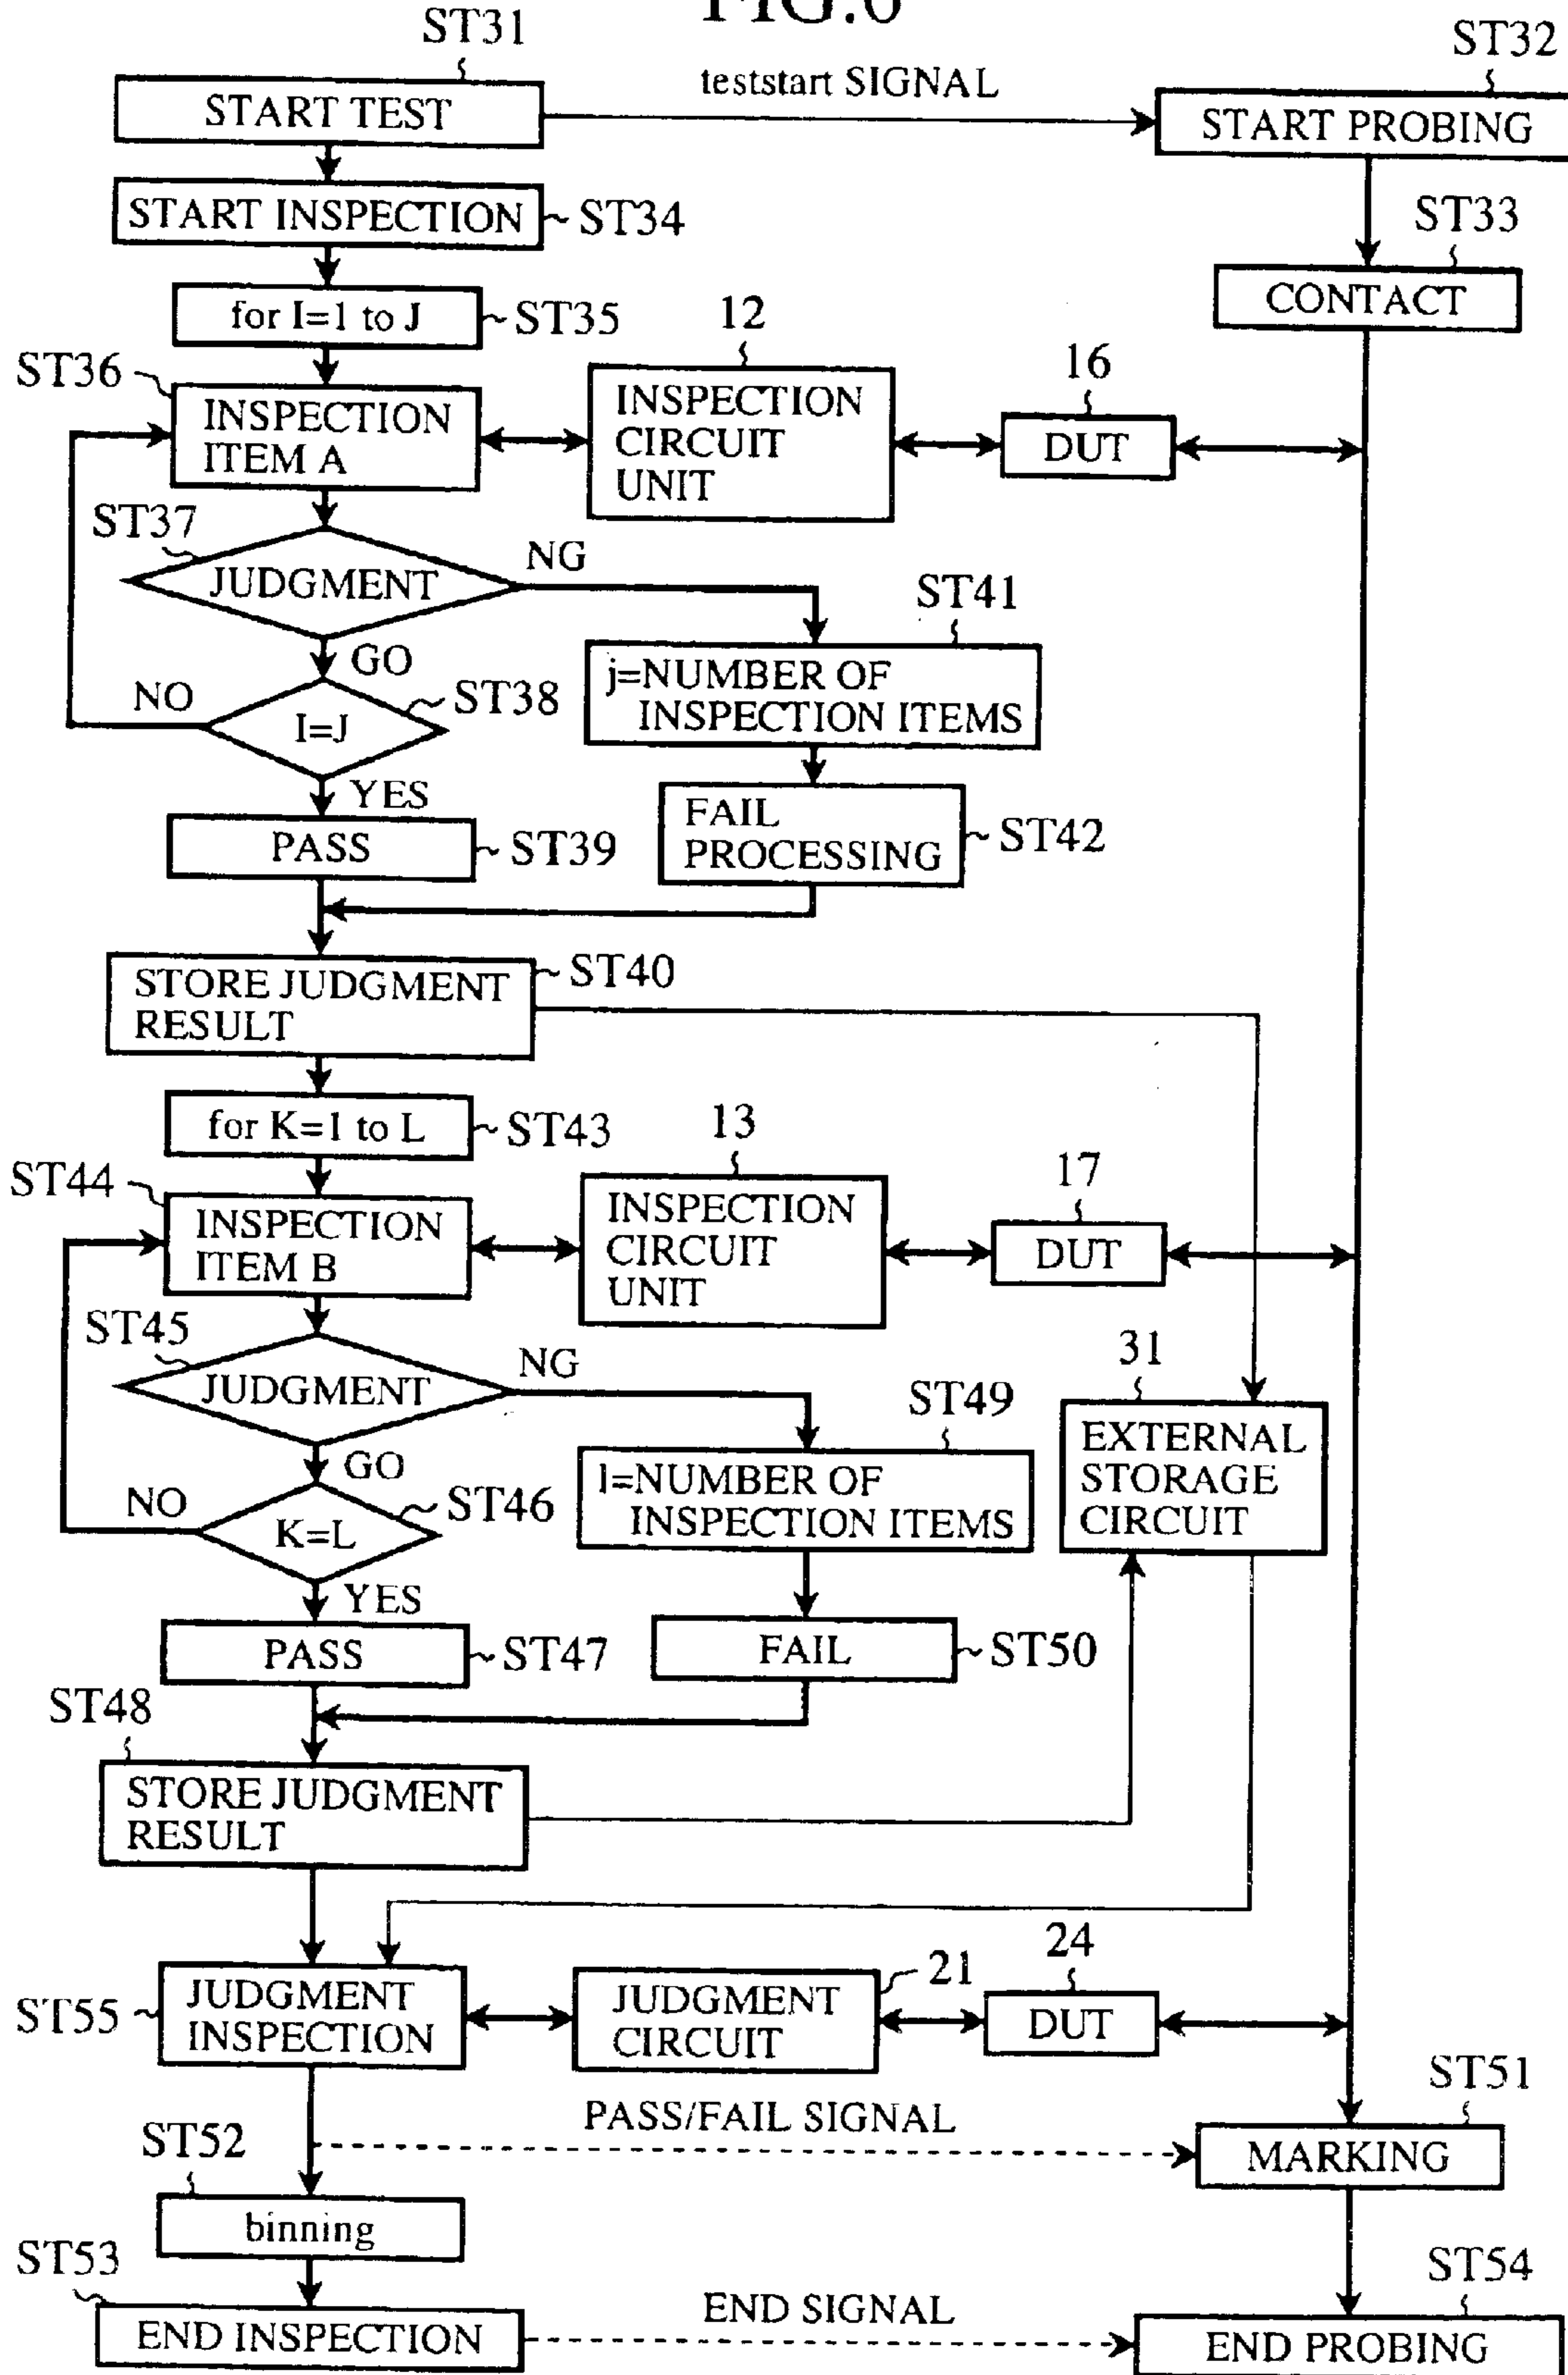 FIG.6
ST31
ST32
teststart SIGNAL
START TEST
START PROBING
START INSPECTION
ST34
ST33
CONTACT
for I=1 to J
ST35
12
16
ST36
INSPECTION
ITEM A
INSPECTION
CIRCUIT
UNIT
DUT
ST37
JUDGMENT
NG
ST41
GO
j=NUMBER OF
INSPECTION ITEMS
NO
I=J
ST38
YES
FAIL
PROCESSING
ST42
PASS
ST39
STORE JUDGMENT
RESULT
ST40
for K=1 to L
ST43
13
17
ST44
INSPECTION
ITEM B
INSPECTION
CIRCUIT
UNIT
DUT
ST45
JUDGMENT
NG
ST49
31
GO
l=NUMBER OF
INSPECTION ITEMS
EXTERNAL
STORAGE
CIRCUIT
NO
K=L
ST46
YES
PASS
ST47
FAIL
ST50
ST48
STORE JUDGMENT
RESULT
ST55
JUDGMENT
INSPECTION
JUDGMENT
CIRCUIT
21
24
DUT
ST51
PASS/FAIL SIGNAL
MARKING
ST52
binning
ST53
ST54
END SIGNAL
END INSPECTION
END PROBING